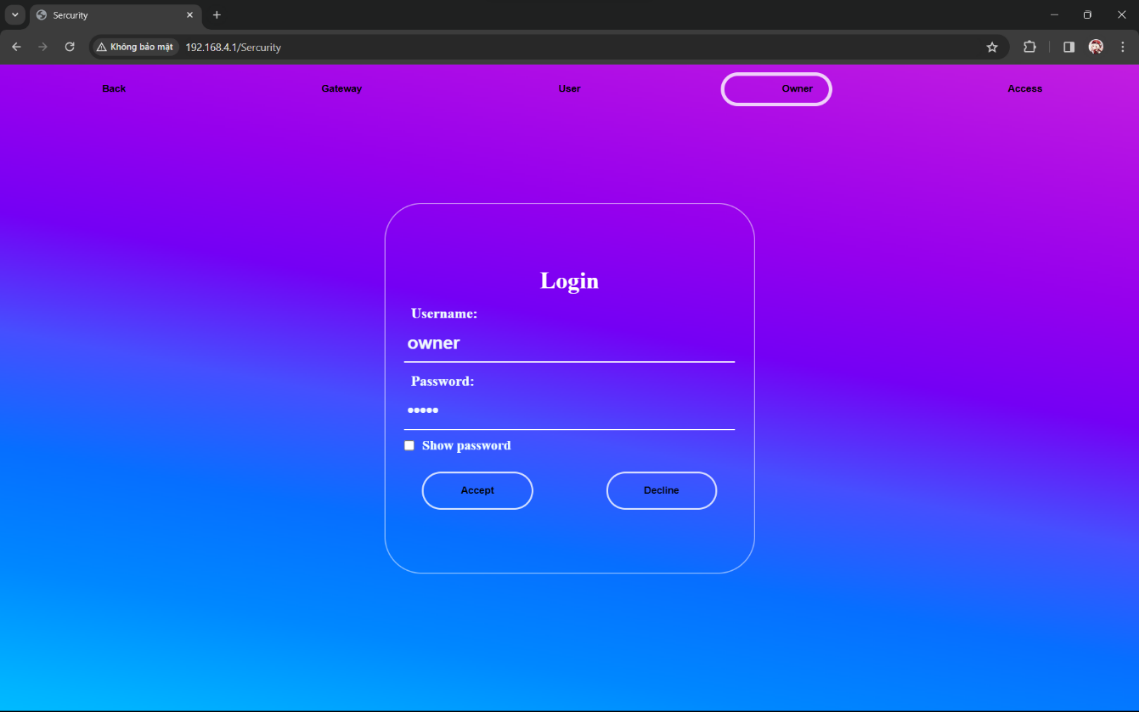 Sercurity
Không bảo mật 192.168.4.1/Sercurity
Back Gateway User Owner Access
Login
Username:
owner
Password:
•••••
Show password
Accept Decline